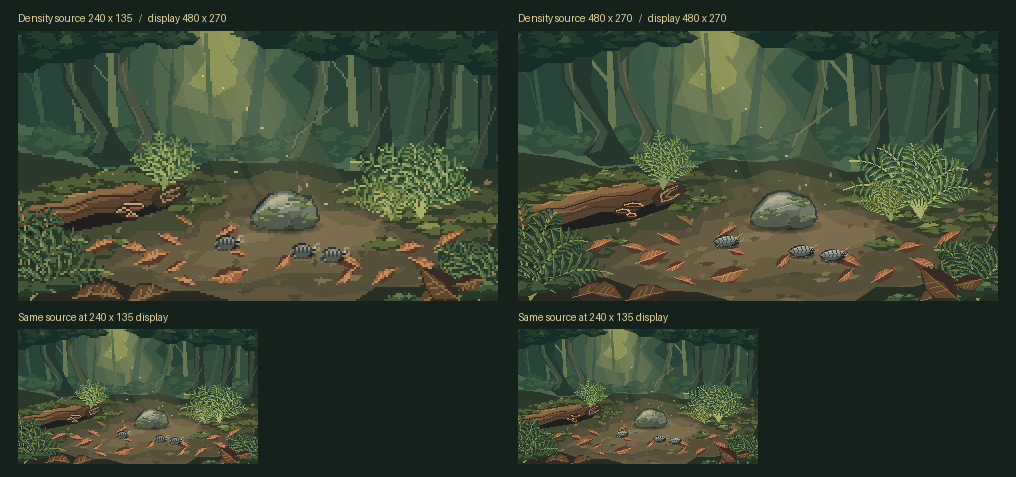 Density source 240 x 135 / display 480 x 270
Density source 480 x 270 / display 480 x 270
Same source at 240 x 135 display
Same source at 240 x 135 display